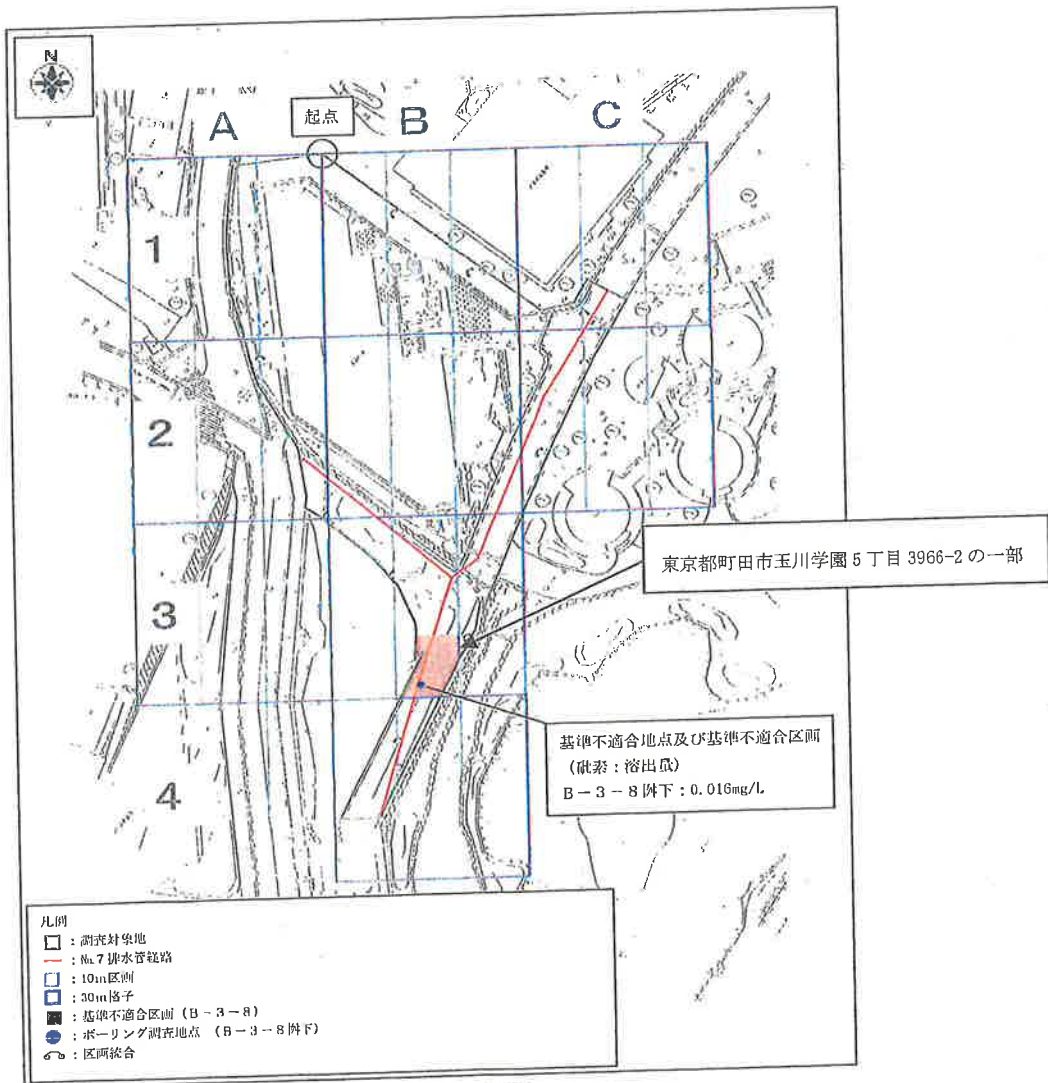 N
A
起点
B
C
1
2
3
4
東京都町田市玉川学園5丁目3966-2の一部
基準不適合地点及び基準不適合区画
(砒素:溶出量)
B-3-8桝下:0.016mg/L
凡例
:調査対象地
:No.7排水管経路
:10m区画
:30m格子
:基準不適合区画 (B-3-8)
:ボーリング調査地点 (B-3-8桝下)
:区画統合